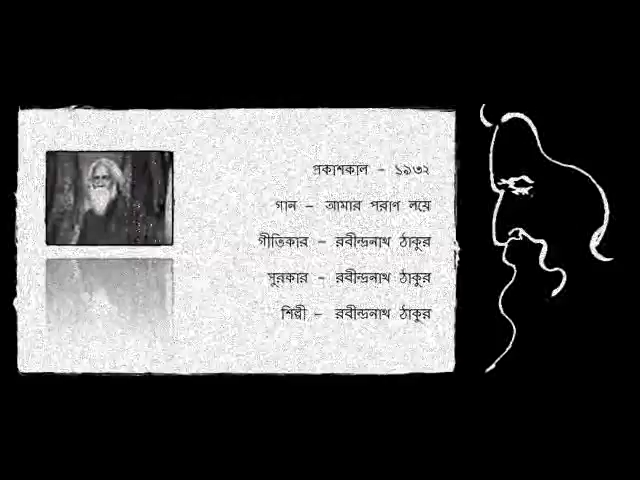 প্রকাশকাল – ১৯৩২
গান – আমার পরাণ লয়ে
গীতিকার – রবীন্দ্রনাথ ঠাকুর
সুরকার – রবীন্দ্রনাথ ঠাকুর
শিল্পী – রবীন্দ্রনাথ ঠাকুর